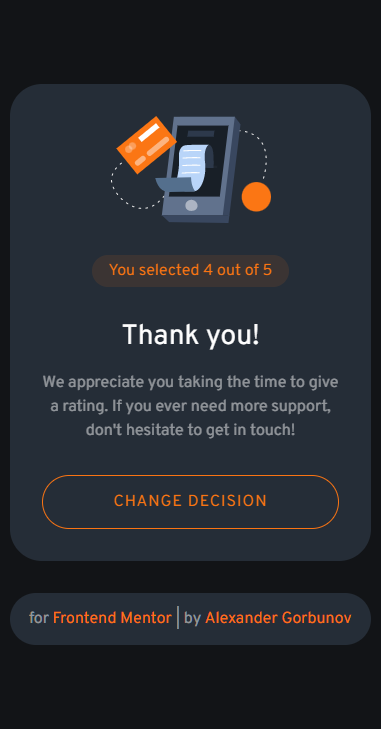 You selected 4 out of 5
Thank you!
We appreciate you taking the time to give
a rating. If you ever need more support,
don't hesitate to get in touch!
CHANGE DECISION
for Frontend Mentor | by Alexander Gorbunov